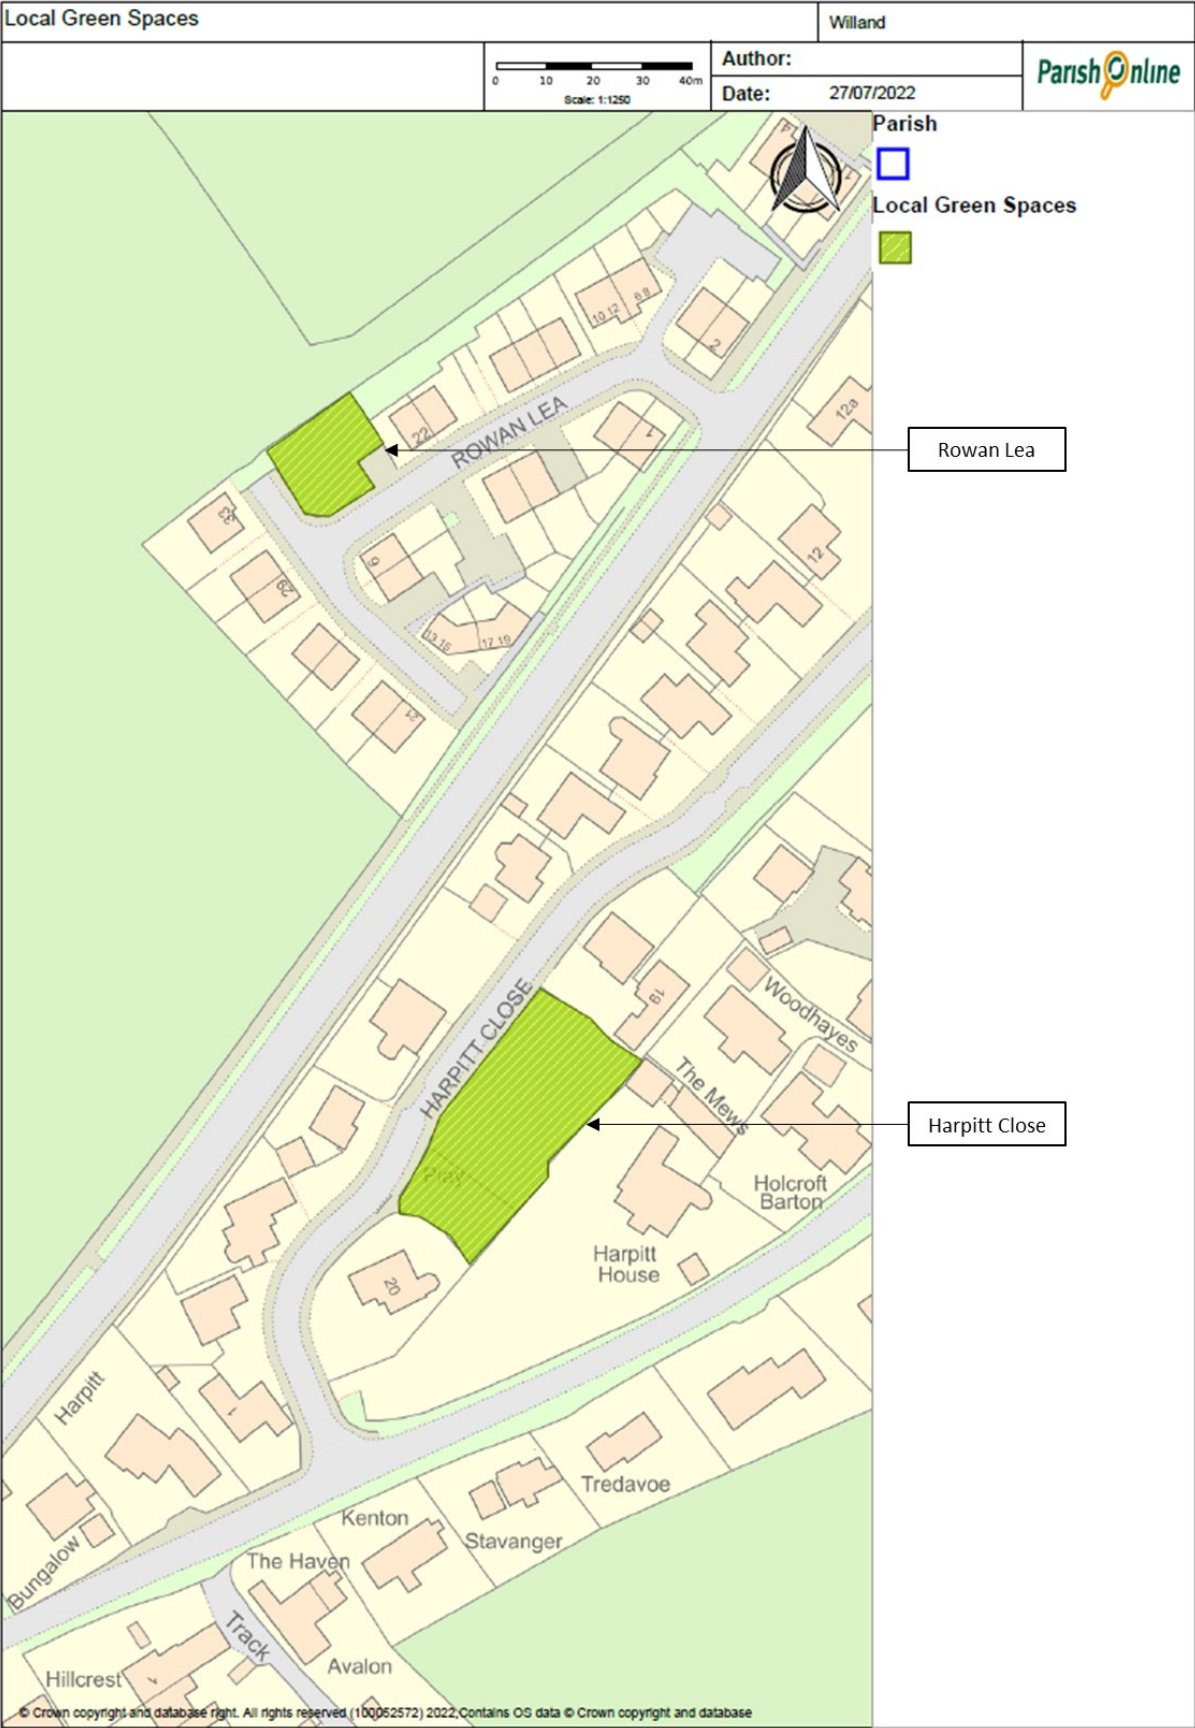 Local Green Spaces
Willand
0 10 20 30 40m
Scale: 1:1250
Author:
Date: 27/07/2022
Parish Online
Parish
Local Green Spaces
4
1
6 8
10 12
2
12a
22
ROWAN LEA
1
Rowan Lea
33
9
12
29
13 15
17 19
21
HARPITT CLOSE
19
Woodhayes
The Mews
Harpitt Close
Play
Holcroft
Barton
Harpitt
House
20
Harpitt
1
Tredavoe
Kenton
Stavanger
Bungalow
The Haven
Track
Avalon
Hillcrest
© Crown copyright and database right. All rights reserved (100052572) 2022,Contains OS data © Crown copyright and database